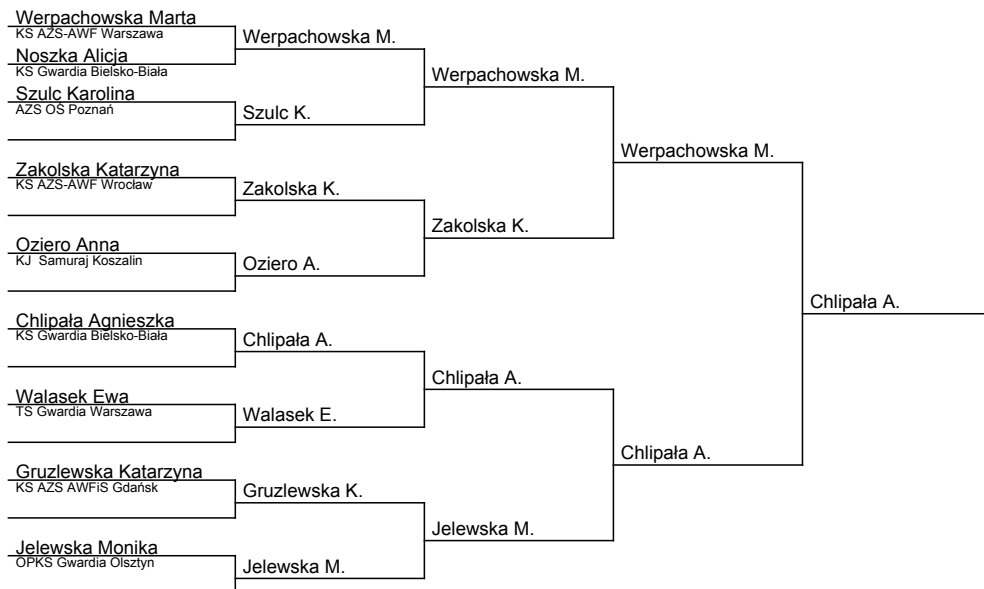 Werpachowska Marta
KS AZS-AWF Warszawa
Werpachowska M.
Noszka Alicja
KS Gwardia Bielsko-Biała
Werpachowska M.
Szulc Karolina
AZS OŚ Poznań
Szulc K.
Werpachowska M.
Zakolska Katarzyna
KS AZS-AWF Wrocław
Zakolska K.
Zakolska K.
Oziero Anna
KJ Samuraj Koszalin
Oziero A.
Chlipała A.
Chlipała Agnieszka
KS Gwardia Bielsko-Biała
Chlipała A.
Chlipała A.
Walasek Ewa
TS Gwardia Warszawa
Walasek E.
Chlipała A.
Gruzlewska Katarzyna
KS AZS AWFiS Gdańsk
Gruzlewska K.
Jelewska M.
Jelewska Monika
OPKS Gwardia Olsztyn
Jelewska M.